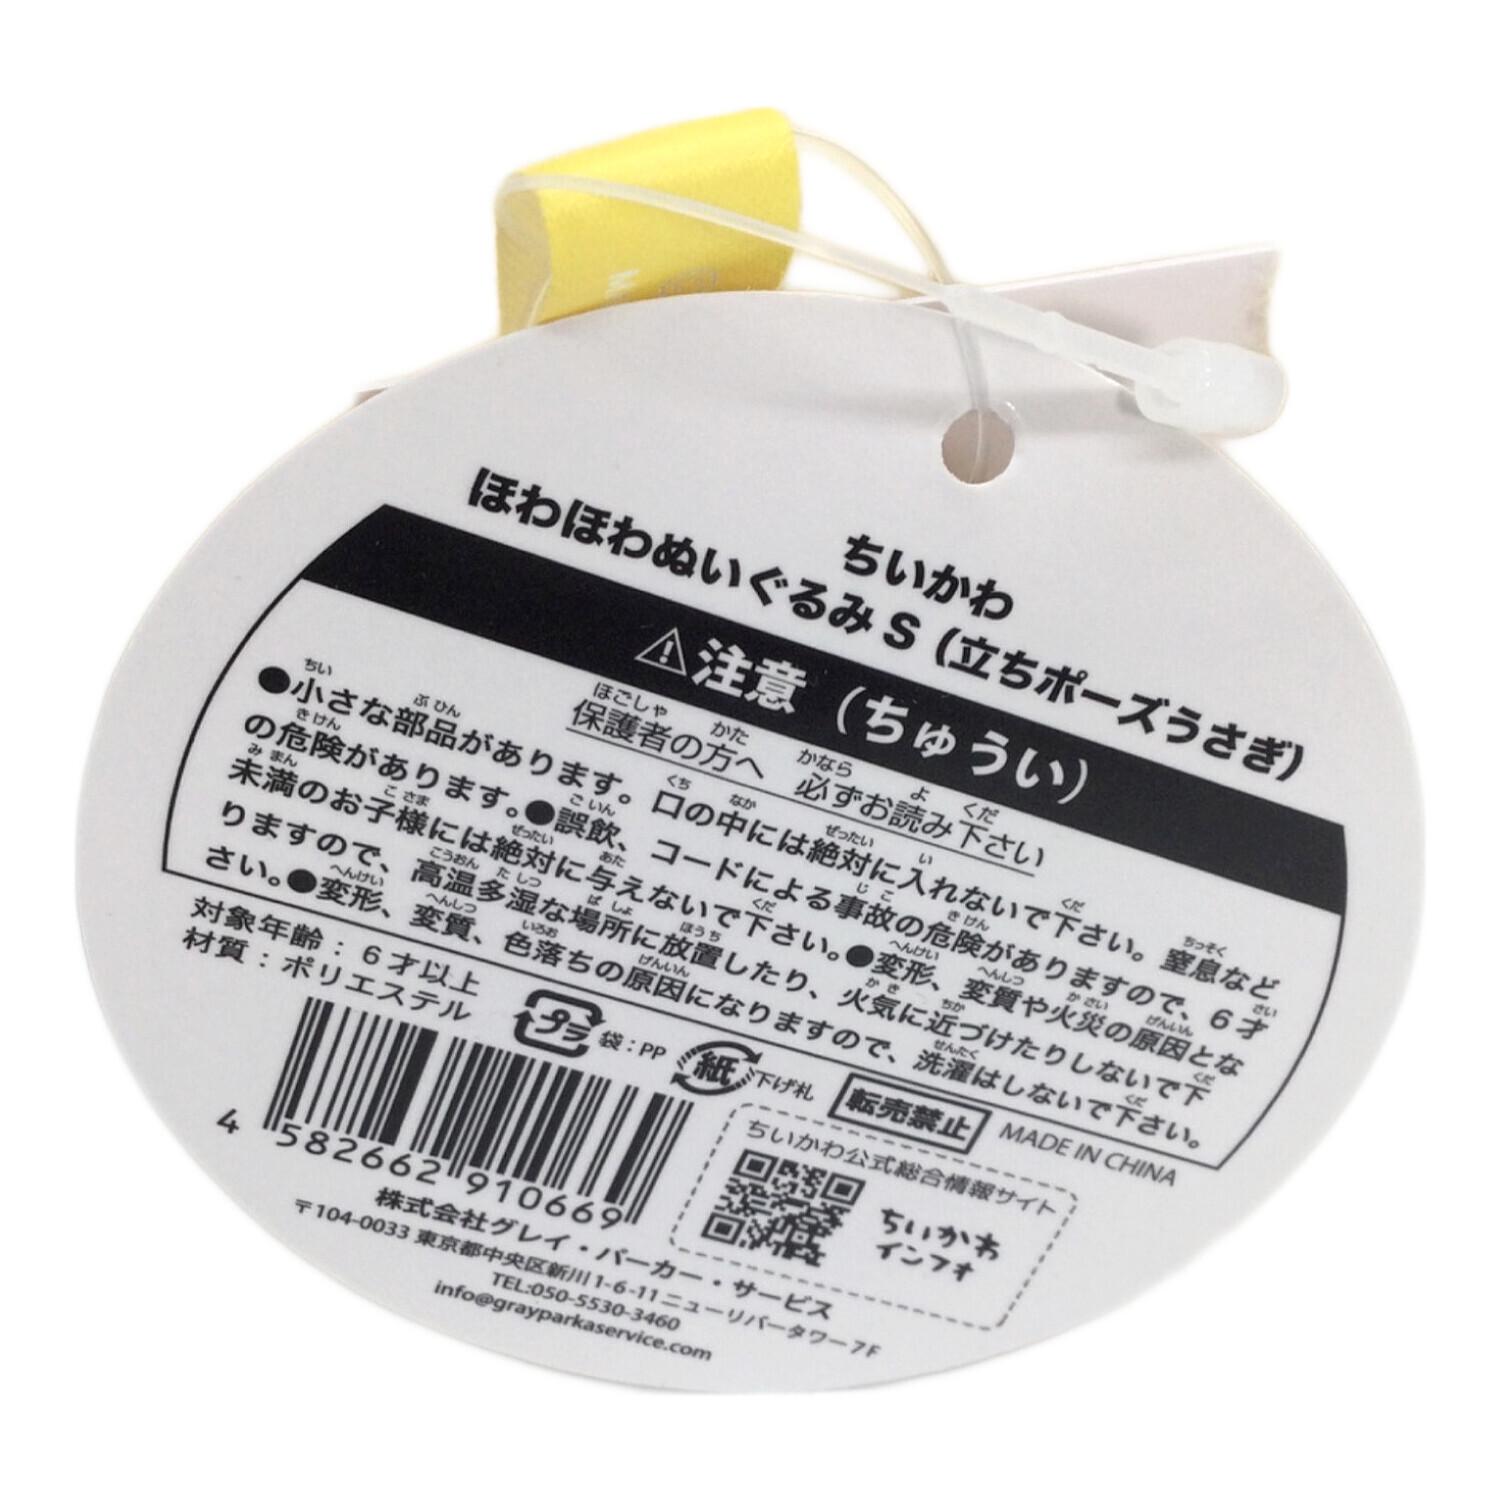 ちいかわ
ほわほわぬいぐるみ S (立ちポーズうさぎ)
⚠注意（ちゅうい）
保護者の方へ 必ずお読み下さい
●小さな部品があります。口の中には絶対に入れないで下さい。窒息など
の危険があります。●誤飲、コードによる事故の危険がありますので、6才
未満のお子様には絶対に与えないで下さい。●変形、変質や火災の原因とな
りますので、高温多湿な場所に放置したり、火気に近づけたりしないで下
さい。●変形、変質、色落ちの原因になりますので、洗濯はしないで下さい。
対象年齢：6才以上
材質：ポリエステル
プラ 袋：PP 紙 下げ札 転売禁止 MADE IN CHINA
4 582662 910669
ちいかわ公式総合情報サイト
ちいかわ
インフォ
株式会社グレイ・パーカー・サービス
〒104-0033 東京都中央区新川1-6-11 ニューリバータワー 7F
TEL:050-5530-3460
info@grayparkaservice.com